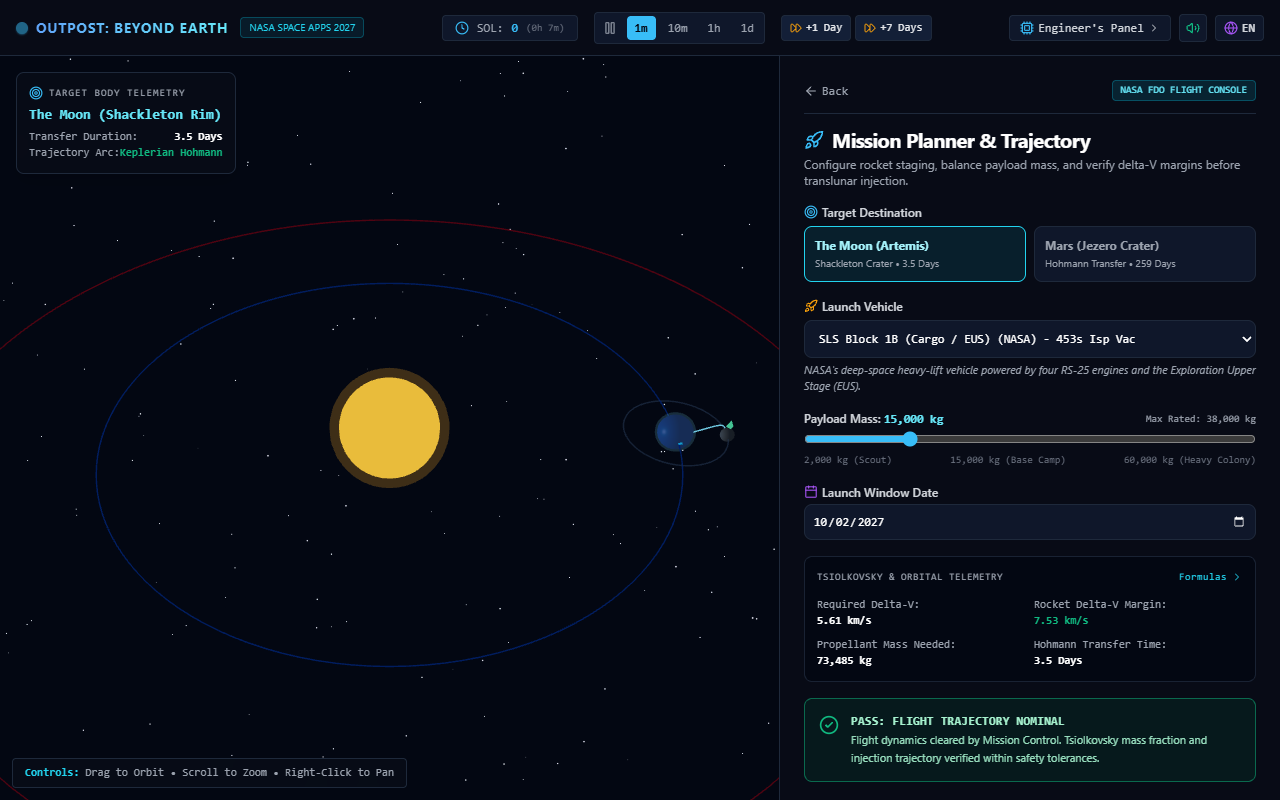 OUTPOST: BEYOND EARTH
NASA SPACE APPS 2027
SOL: 0 (0h 7m)
1m 10m 1h 1d
+1 Day +7 Days
Engineer's Panel
EN
TARGET BODY TELEMETRY
The Moon (Shackleton Rim)
Transfer Duration: 3.5 Days
Trajectory Arc:Keplerian Hohmann
Controls: Drag to Orbit • Scroll to Zoom • Right-Click to Pan
Back
NASA FDO FLIGHT CONSOLE
Mission Planner & Trajectory
Configure rocket staging, balance payload mass, and verify delta-V margins before
translunar injection.
Target Destination
The Moon (Artemis)
Shackleton Crater • 3.5 Days
Mars (Jezero Crater)
Hohmann Transfer • 259 Days
Launch Vehicle
SLS Block 1B (Cargo / EUS) (NASA) - 453s Isp Vac
NASA's deep-space heavy-lift vehicle powered by four RS-25 engines and the Exploration Upper
Stage (EUS).
Payload Mass: 15,000 kg
Max Rated: 38,000 kg
2,000 kg (Scout) 15,000 kg (Base Camp) 60,000 kg (Heavy Colony)
Launch Window Date
10/02/2027
TSIOLKOVSKY & ORBITAL TELEMETRY
Formulas
Required Delta-V: Rocket Delta-V Margin:
5.61 km/s 7.53 km/s
Propellant Mass Needed: Hohmann Transfer Time:
73,485 kg 3.5 Days
PASS: FLIGHT TRAJECTORY NOMINAL
Flight dynamics cleared by Mission Control. Tsiolkovsky mass fraction and
injection trajectory verified within safety tolerances.